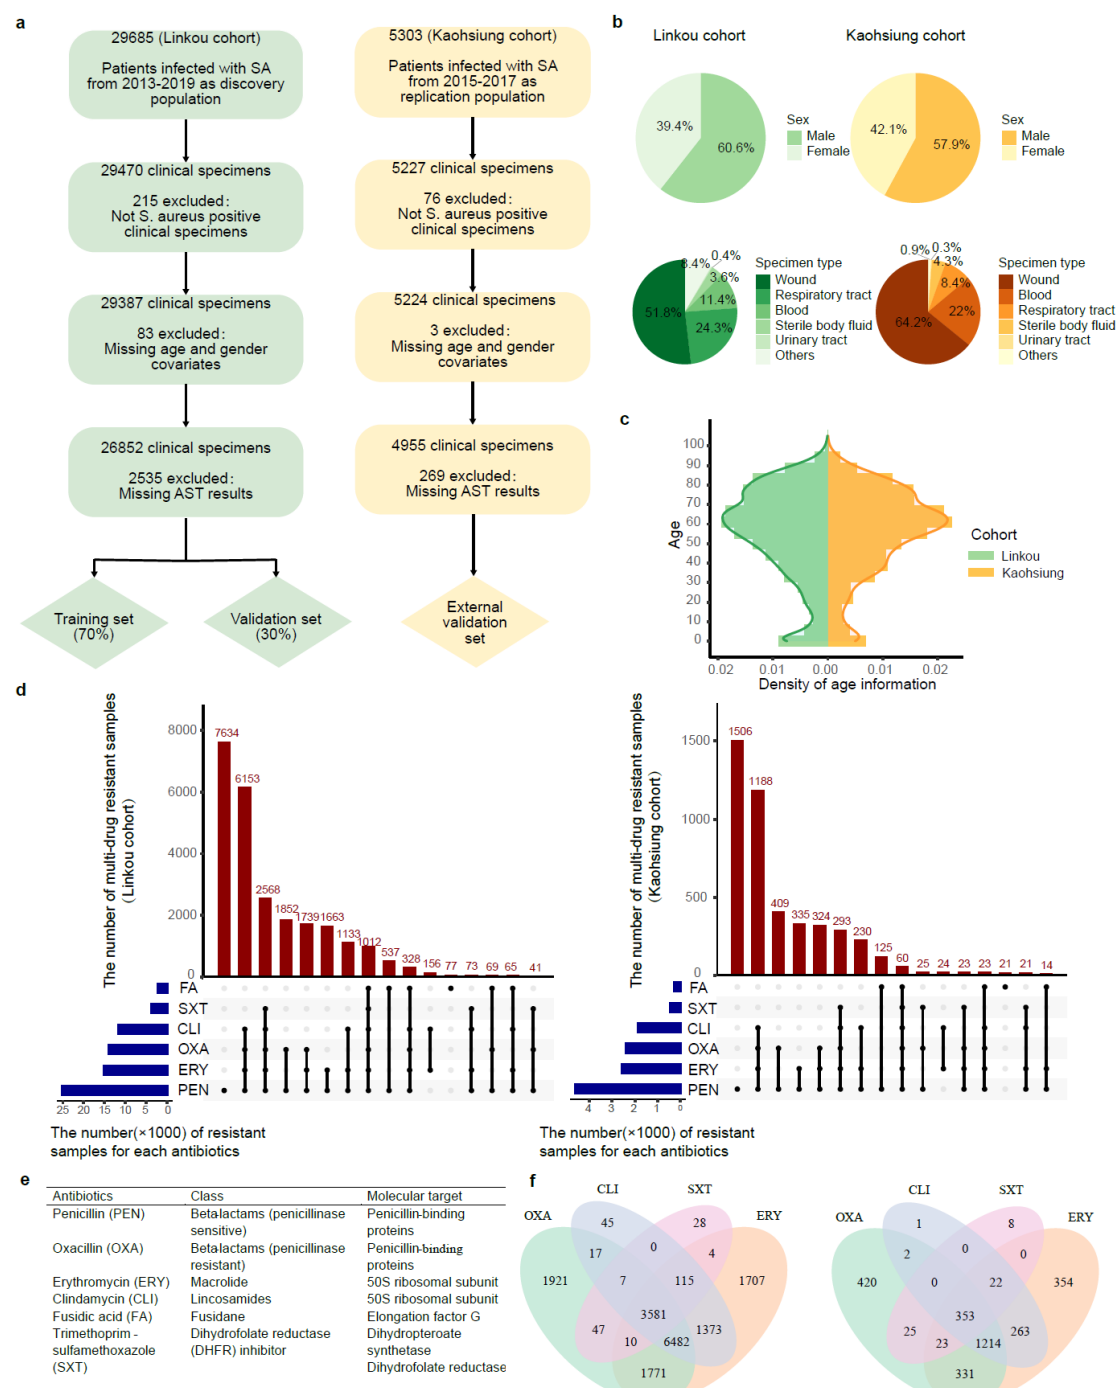 a
29685 (Linkou cohort)
Patients infected with SA
from 2013-2019 as discovery
population
29470 clinical specimens
215 excluded:
Not S. aureus positive
clinical specimens
29387 clinical specimens
83 excluded:
Missing age and gender
covariates
26852 clinical specimens
2535 excluded:
Missing AST results
Training set
(70%)
Validation set
(30%)
5303 (Kaohsiung cohort)
Patients infected with SA
from 2015-2017 as
replication population
5227 clinical specimens
76 excluded:
Not S. aureus positive
clinical specimens
5224 clinical specimens
3 excluded:
Missing age and gender
covariates
4955 clinical specimens
269 excluded:
Missing AST results
External
validation
set
b
Linkou cohort
39.4%
60.6%
Sex
Male
Female
Kaohsiung cohort
42.1%
57.9%
Sex
Male
Female
8.4%
0.4%
3.6%
11.4%
24.3%
51.8%
Specimen type
Wound
Respiratory tract
Blood
Sterile body fluid
Urinary tract
Others
0.9%
0.3%
4.3%
8.4%
22%
64.2%
Specimen type
Wound
Blood
Respiratory tract
Sterile body fluid
Urinary tract
Others
c
Age
100
90
80
70
60
50
40
30
20
10
0
0.02 0.01 0.00 0.01 0.02
Density of age information
Cohort
Linkou
Kaohsiung
d
The number of multi-drug resistant samples
(Linkou cohort)
8000
6000
4000
2000
0
7634
6153
2568
1852
1739
1663
1133
1012
537
328
156
77
73
69
65
41
FA
SXT
CLI
OXA
ERY
PEN
25 20 15 10 5 0
The number(×1000) of resistant
samples for each antibiotics
The number of multi-drug resistant samples
(Kaohsiung cohort)
1500
1000
500
0
1506
1188
409
335
324
293
230
125
60
25
24
23
23
21
21
14
FA
SXT
CLI
OXA
ERY
PEN
4 3 2 1 0
The number(×1000) of resistant
samples for each antibiotics
e
Antibiotics Class Molecular target
Penicillin (PEN) Beta-lactams (penicillinase sensitive) Penicillin-binding proteins
Oxacillin (OXA) Beta-lactams (penicillinase resistant) Penicillin-binding proteins
Erythromycin (ERY) Macrolide 50S ribosomal subunit
Clindamycin (CLI) Lincosamides 50S ribosomal subunit
Fusidic acid (FA) Fusidane Elongation factor G
Trimethoprim - sulfamethoxazole (SXT) Dihydrofolate reductase (DHFR) inhibitor Dihydropteroate synthetase
Dihydrofolate reductase
f
OXA CLI SXT ERY
45 28
17 0 4
1921 7 115 1707
3581
47 10 6482 1373
1771
OXA CLI SXT ERY
1 8
2 0 0
420 0 22 354
353
25 23 1214 263
331